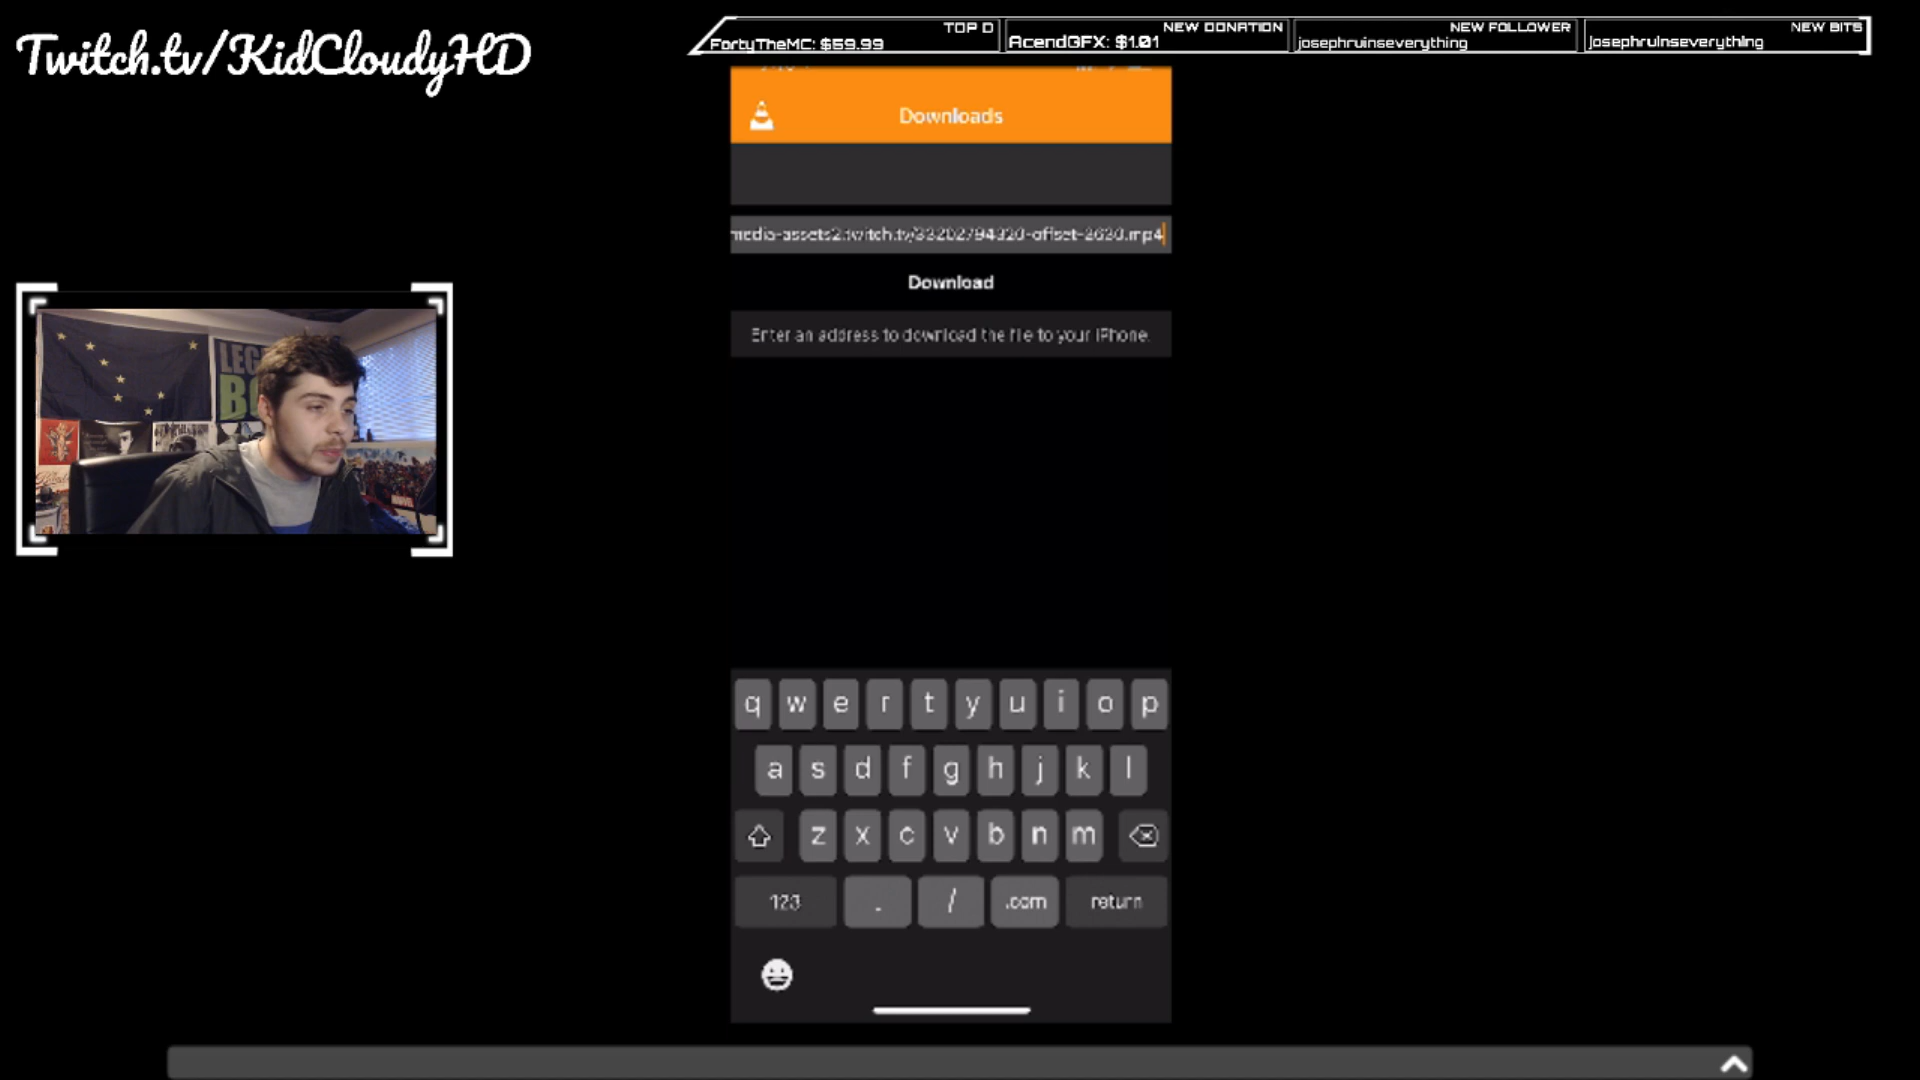 Twitch.tv/KidCloudyHD
TOP D
FortyTheMC: $59.99
NEW DONATION
AcendGFX: $1.01
NEW FOLLOWER
josephruinseverything
NEW BITS
josephruinseverything
Downloads
media-assets2.twitch.tv/33202794320-offset-2630.mp4
Download
Enter an address to download the file to your iPhone.
LEG
B
MARVEL
q w e r t y u i o p
a s d f g h j k l
z x c v b n m
123 . / .com return